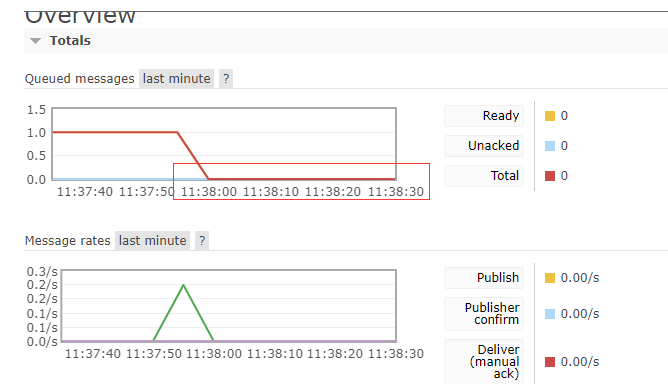 Overview
Totals
Queued messages last minute ?
1.5
1.0
0.5
0.0
11:37:40 11:37:50 11:38:00 11:38:10 11:38:20 11:38:30
Ready 0
Unacked 0
Total 0
Message rates last minute ?
0.3/s
0.2/s
0.2/s
0.1/s
0.1/s
0.0/s
11:37:40 11:37:50 11:38:00 11:38:10 11:38:20 11:38:30
Publish 0.00/s
Publisher
confirm 0.00/s
Deliver
(manual 0.00/s
ack)